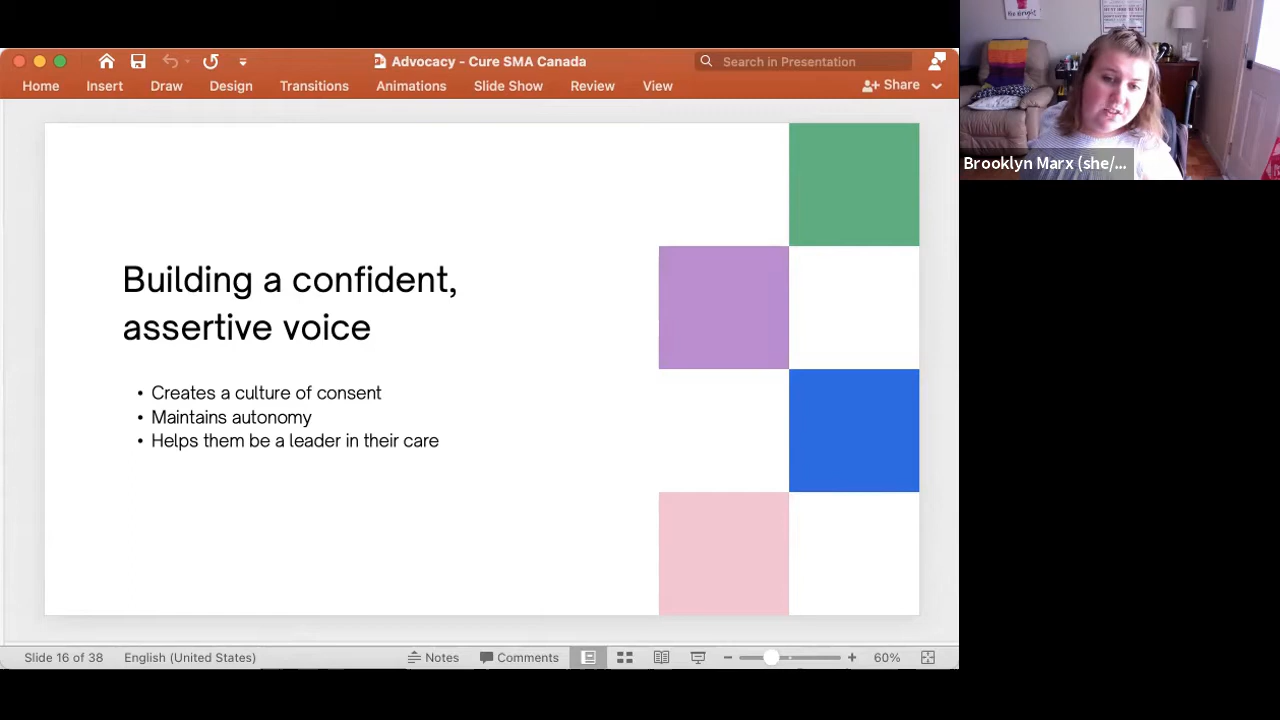 Advocacy - Cure SMA Canada
Search in Presentation
Home Insert Draw Design Transitions Animations Slide Show Review View Share
Building a confident,
assertive voice
• Creates a culture of consent
• Maintains autonomy
• Helps them be a leader in their care
Slide 16 of 38 English (United States) Notes Comments 60%
Brooklyn Marx (she/...